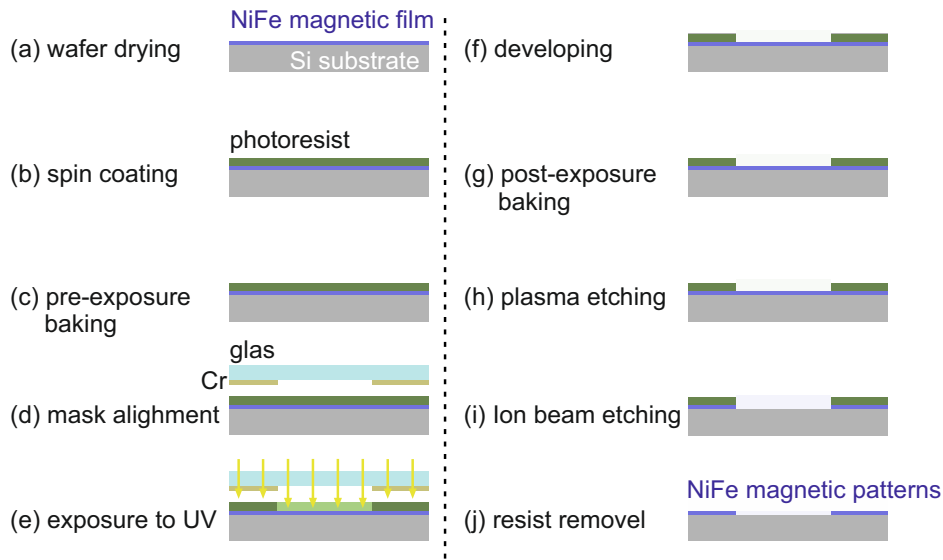 NiFe magnetic film
(a) wafer drying
Si substrate
photoresist
(b) spin coating
(c) pre-exposure
baking
glas
Cr
(d) mask alighment
(e) exposure to UV
(f) developing
(g) post-exposure
baking
(h) plasma etching
(i) Ion beam etching
NiFe magnetic patterns
(j) resist removel